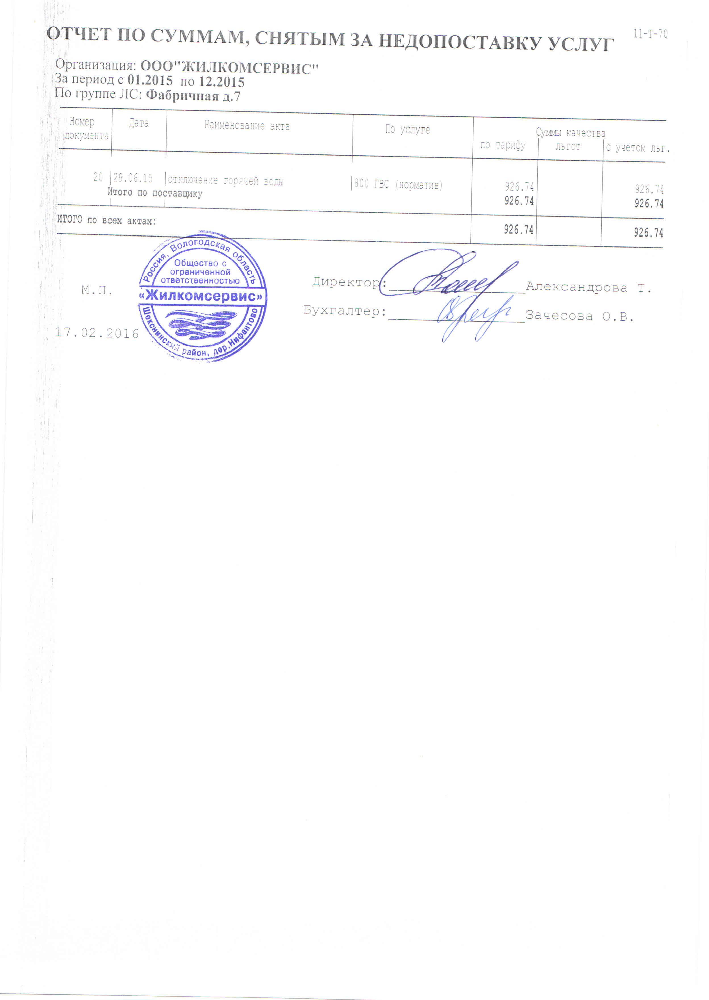 11-Т-70
ОТЧЕТ ПО СУММАМ, СНЯТЫМ ЗА НЕДОПОСТАВКУ УСЛУГ
Организация: ООО"ЖИЛКОМСЕРВИС"
За период с 01.2015 по 12.2015
По группе ЛС: Фабричная д.7
Номер документа Дата Наименование акта По услуге Суммы качества
по тарифу льгот с учетом льг.
20 29.06.15 отключение горячей воды 800 ГВС (норматив) 926.74 926.74
Итого по поставщику 926.74 926.74
ИТОГО по всем актам: 926.74 926.74
Россия, Вологодская область
Общество с
ограниченной
ответственностью
«Жилкомсервис»
Шекснинский район, дер.Нифантово
М.П.
Директор: Александрова Т.
Бухгалтер: Зачесова О.В.
17.02.2016